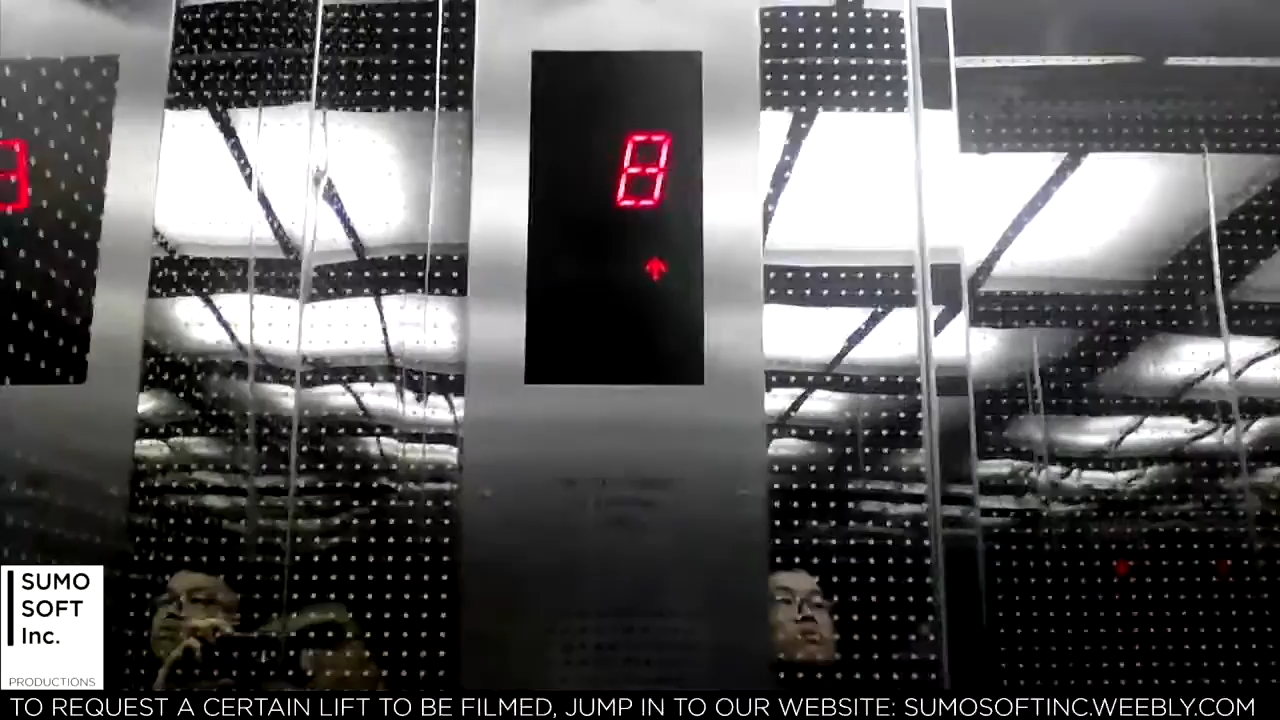 8
SUMO
SOFT
Inc.
PRODUCTIONS
TO REQUEST A CERTAIN LIFT TO BE FILMED, JUMP IN TO OUR WEBSITE: SUMOSOFTINC.WEEBLY.COM